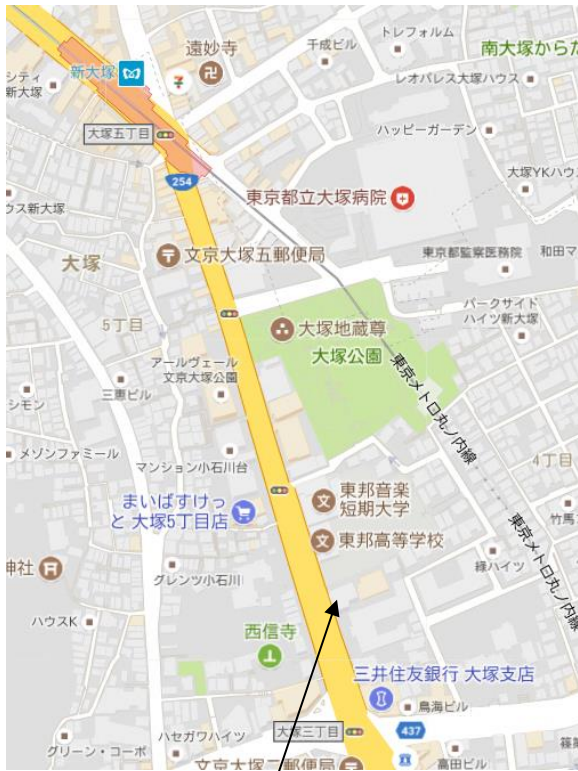 遠妙寺
千成ビル
トレフォルム
南大塚からた
シティ
新大塚
新大塚
レオパレス大塚ハウス
大塚五丁目
ハッピーガーデン
254
東京都立大塚病院
大塚YKハウ
ウス新大塚
文京大塚五郵便局
東京都監察医務院
和田マ
大塚
5丁目
大塚地蔵尊
大塚公園
パークサイド
ハイツ新大塚
アールヴェール
文京大塚公園
三恵ビル
東京メトロ丸ノ内線
シモン
メゾンファミール
マンション小石川台
4丁目
まいばすけっ
と 大塚5丁目店
東邦音楽
短期大学
東邦高等学校
竹馬
東京メトロ丸ノ内線
神社
グレンツ小石川
緑ハイツ
ハウスK
西信寺
三井住友銀行 大塚支店
鳥海ビル
ハセガワハイツ
大塚三丁目
437
グリーン・コーポ
文京大塚二郵便局
高田ビル
篠